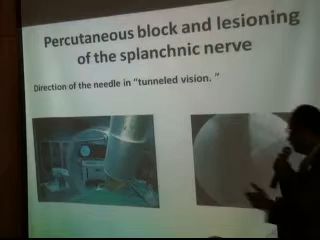 Percutaneous block and lesioning
of the splanchnic nerve
Direction of the needle in “tunneled vision. ”